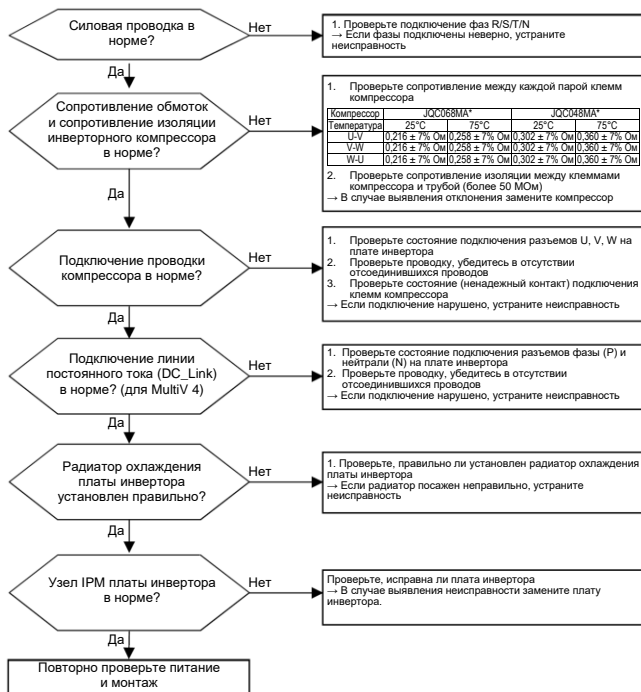 Силовая проводка в
норме?
Нет
1. Проверьте подключение фаз R/S/T/N
→ Если фазы подключены неверно, устраните
неисправность
Да
Сопротивление обмоток
и сопротивление изоляции
инверторного компрессора
в норме?
Нет
1. Проверьте сопротивление между каждой парой клемм
компрессора
Компрессор JQC068MA* JQC048MA*
Температура 25°C 75°C 25°C 75°C
U-V 0,216 ± 7% Ом 0,258 ± 7% Ом 0,302 ± 7% Ом 0,360 ± 7% Ом
V-W 0,216 ± 7% Ом 0,258 ± 7% Ом 0,302 ± 7% Ом 0,360 ± 7% Ом
W-U 0,216 ± 7% Ом 0,258 ± 7% Ом 0,302 ± 7% Ом 0,360 ± 7% Ом
2. Проверьте сопротивление изоляции между клеммами
компрессора и трубой (более 50 МОм)
→ В случае выявления отклонения замените компрессор
Да
Подключение проводки
компрессора в норме?
Нет
1. Проверьте состояние подключения разъемов U, V, W на
плате инвертора
2. Проверьте проводку, убедитесь в отсутствии
отсоединившихся проводов
3. Проверьте состояние (ненадежный контакт) подключения
клемм компрессора
→ Если подключение нарушено, устраните неисправность
Да
Подключение линии
постоянного тока (DC_Link)
в норме? (для MultiV 4)
Нет
1. Проверьте состояние подключения разъемов фазы (P) и
нейтрали (N) на плате инвертора
2. Проверьте проводку, убедитесь в отсутствии
отсоединившихся проводов
→ Если подключение нарушено, устраните неисправность
Да
Радиатор охлаждения
платы инвертора
установлен правильно?
Нет
1. Проверьте, правильно ли установлен радиатор охлаждения
платы инвертора
→ Если радиатор посажен неправильно, устраните
неисправность
Да
Узел IPM платы инвертора
в норме?
Нет
Проверьте, исправна ли плата инвертора
→ В случае выявления неисправности замените плату
инвертора.
Да
Повторно проверьте питание
и монтаж